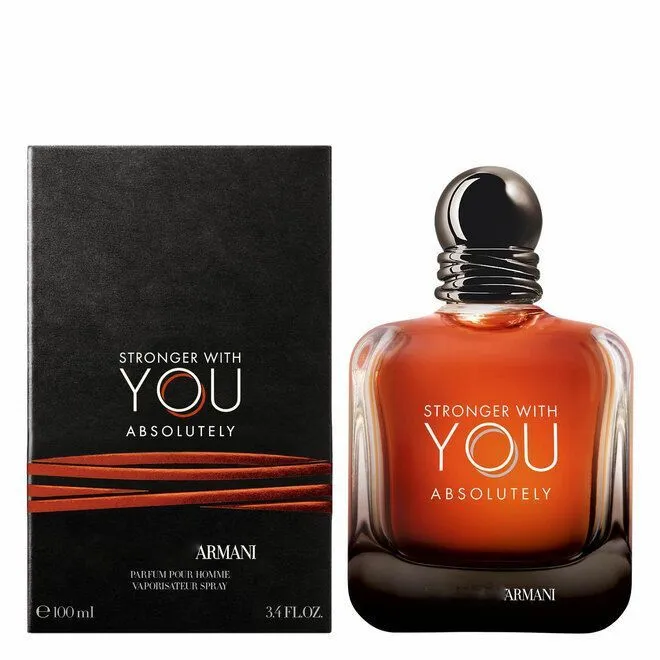 STRONGER WITH
YOU
ABSOLUTELY
ARMANI
PARFUM POUR HOMME
VAPORISATEUR SPRAY
℮100 ml 3.4 FL.OZ.
STRONGER WITH
YOU
ABSOLUTELY
ARMANI